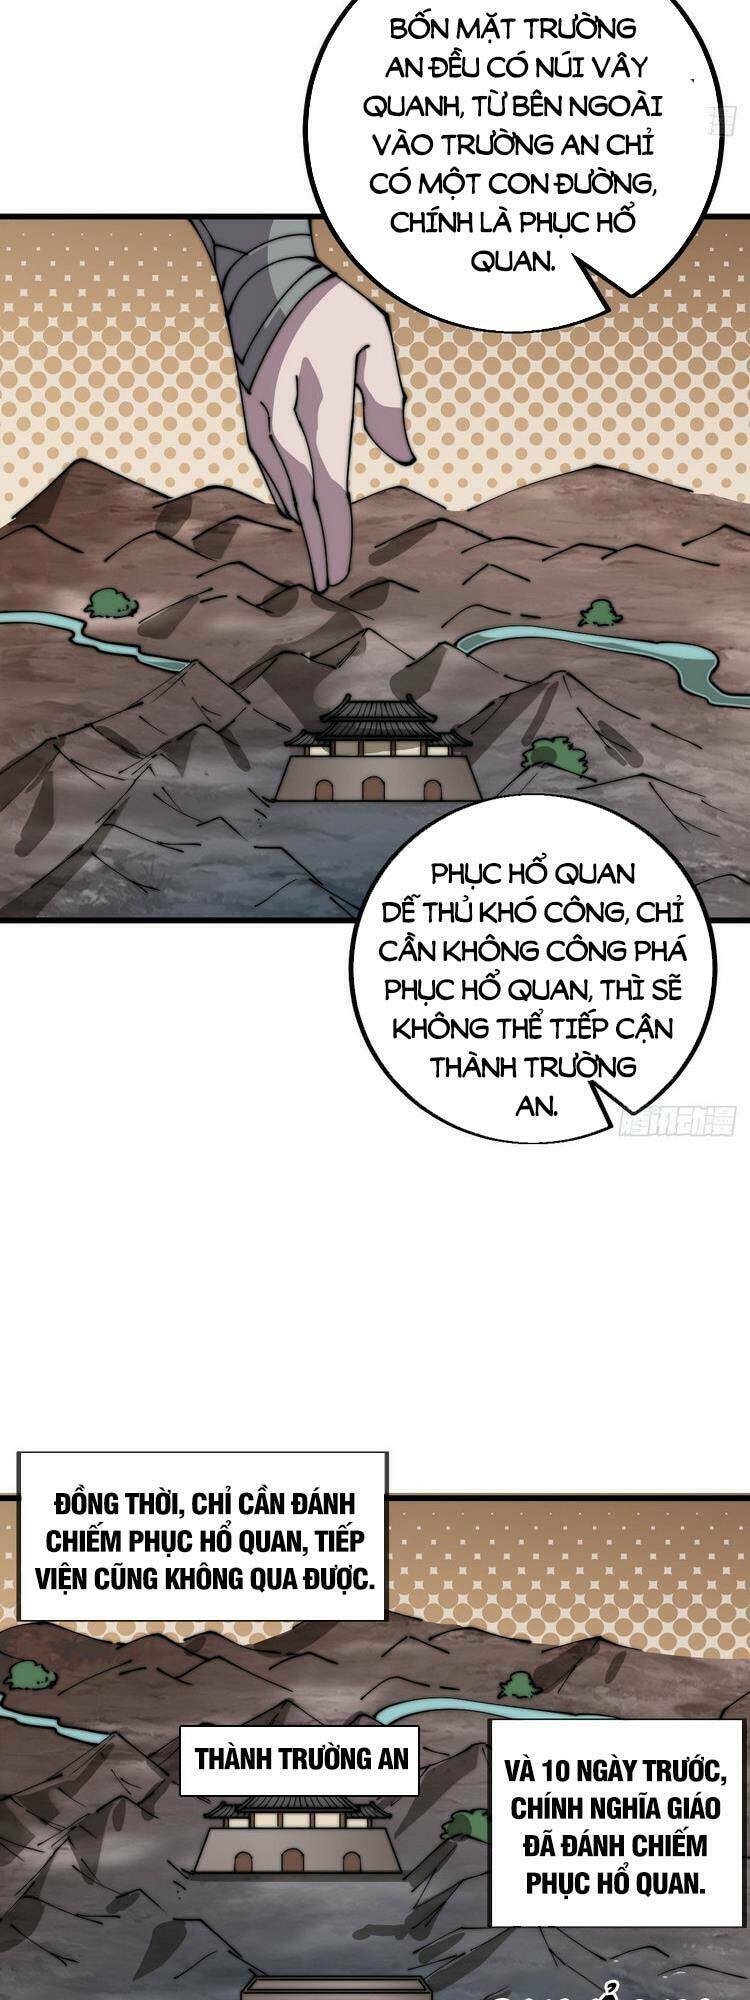 BỐN MẶT TRƯỜNG
AN ĐỀU CÓ NÚI VÂY
QUANH, TỪ BÊN NGOÀI
VÀO TRƯỜNG AN CHỈ
CÓ MỘT CON ĐƯỜNG,
CHÍNH LÀ PHỤC HỔ
QUAN.
PHỤC HỔ QUAN
DỄ THỦ KHÓ CÔNG, CHỈ
CẦN KHÔNG CÔNG PHÁ
PHỤC HỔ QUAN, THÌ SẼ
KHÔNG THỂ TIẾP CẬN
THÀNH TRƯỜNG
AN.
腾讯动漫
ĐỒNG THỜI, CHỈ CẦN ĐÁNH
CHIẾM PHỤC HỔ QUAN, TIẾP
VIỆN CŨNG KHÔNG QUA ĐƯỢC.
THÀNH TRƯỜNG AN
VÀ 10 NGÀY TRƯỚC,
CHÍNH NGHĨA GIÁO
ĐÃ ĐÁNH CHIẾM
PHỤC HỔ QUAN.